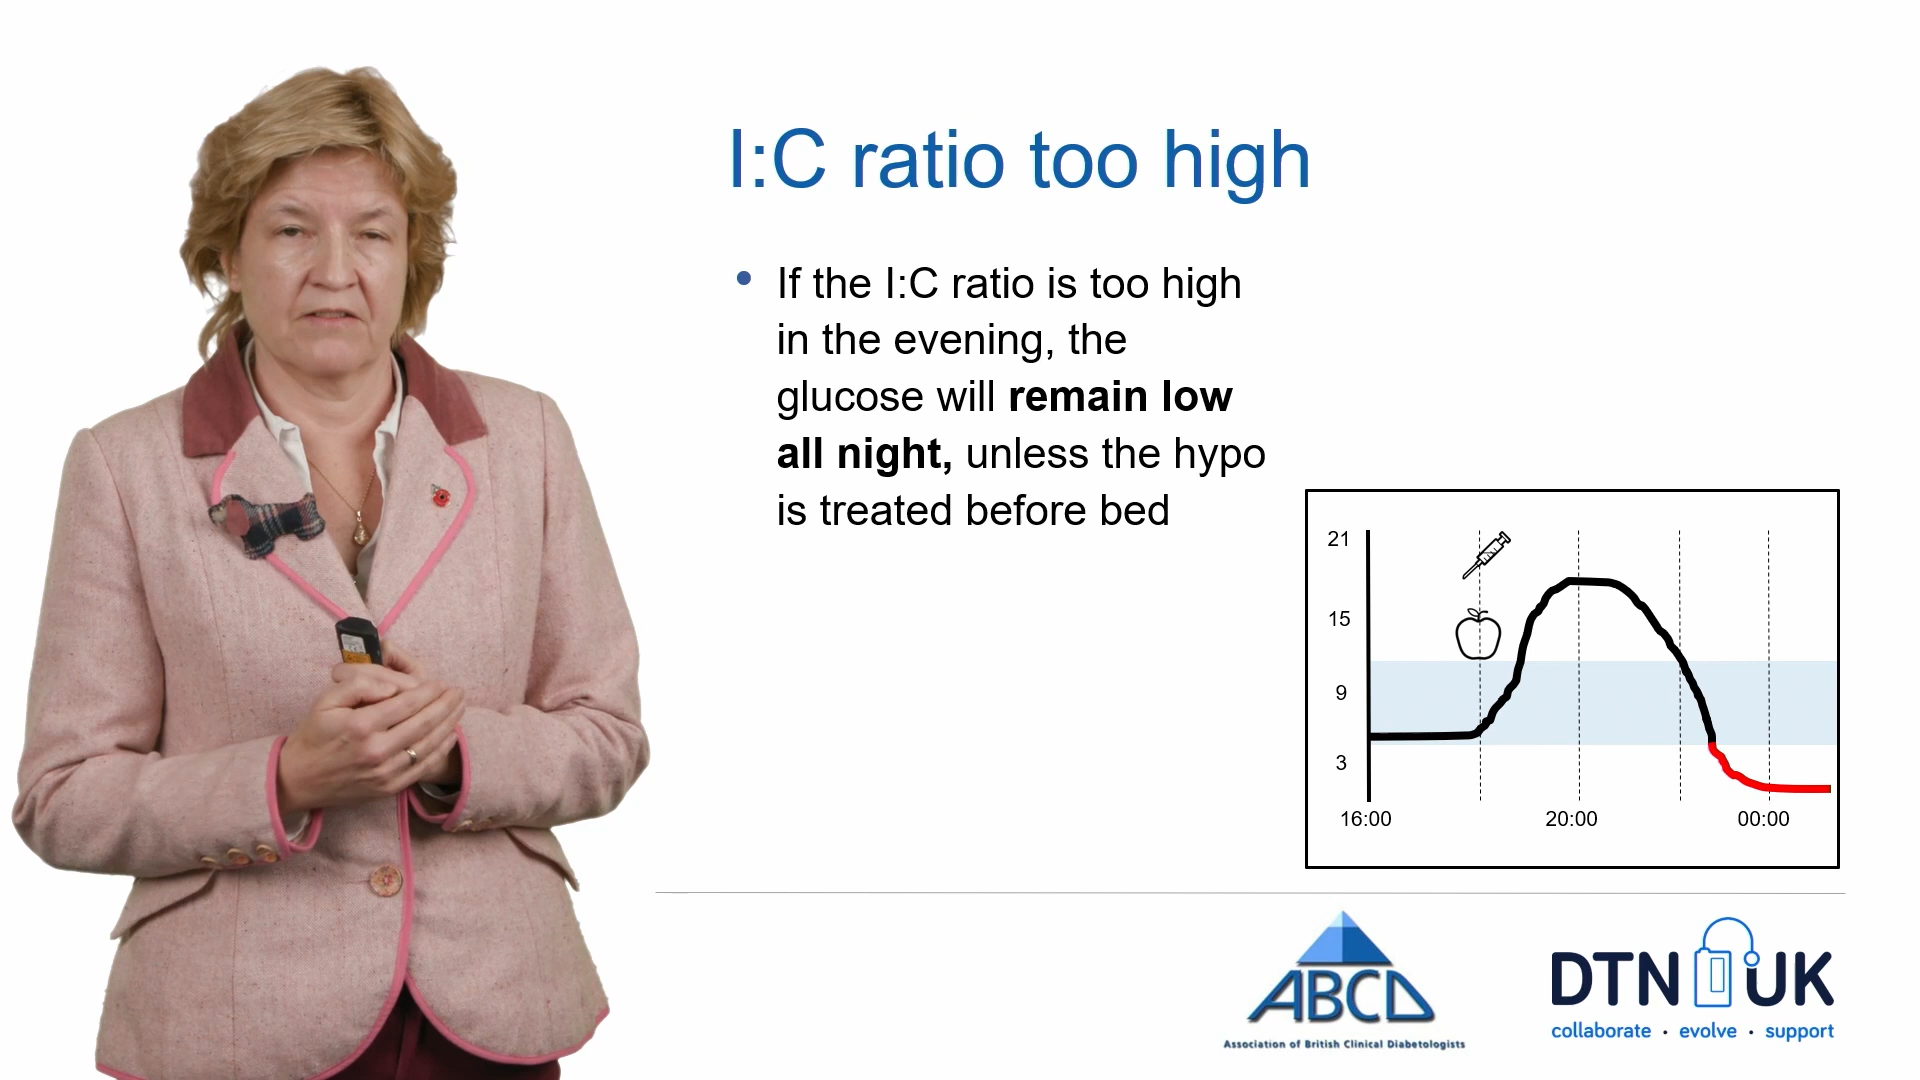 I:C ratio too high
• If the I:C ratio is too high
in the evening, the
glucose will remain low
all night, unless the hypo
is treated before bed
21
15
9
3
16:00
20:00
00:00
ABCD
Association of British Clinical Diabetologists
DTN UK
collaborate • evolve • support